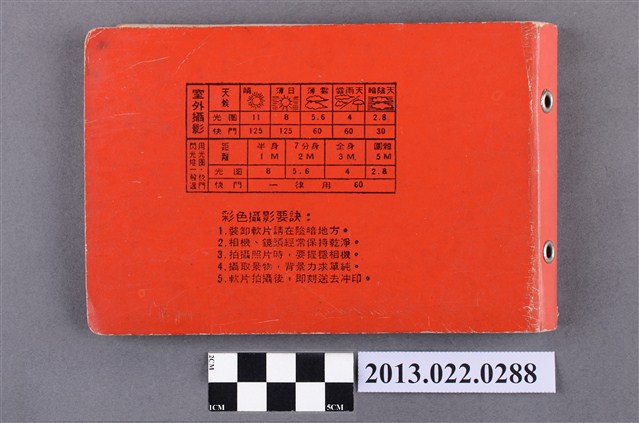 室外攝影
天候 晴 薄日 薄雲 雲雨天 天陰暗
光圈 11 8 5.6 4 2.8
快門 125 125 60 60 30
距離 半身 1M 7分身 2M 全身 3M 團體 5M
光圈 8 5.6 4 2.8
快門 一律用 60
彩色攝影要訣：
1.裝卸軟片請在陰暗地方。
2.相機、鏡頭經常保持乾淨。
3.拍攝照片時，要握穩相機。
4.攝取景物，背景力求單純。
5.軟片拍攝後，即刻送去沖印。
2CM
1CM 5CM
2013.022.0288